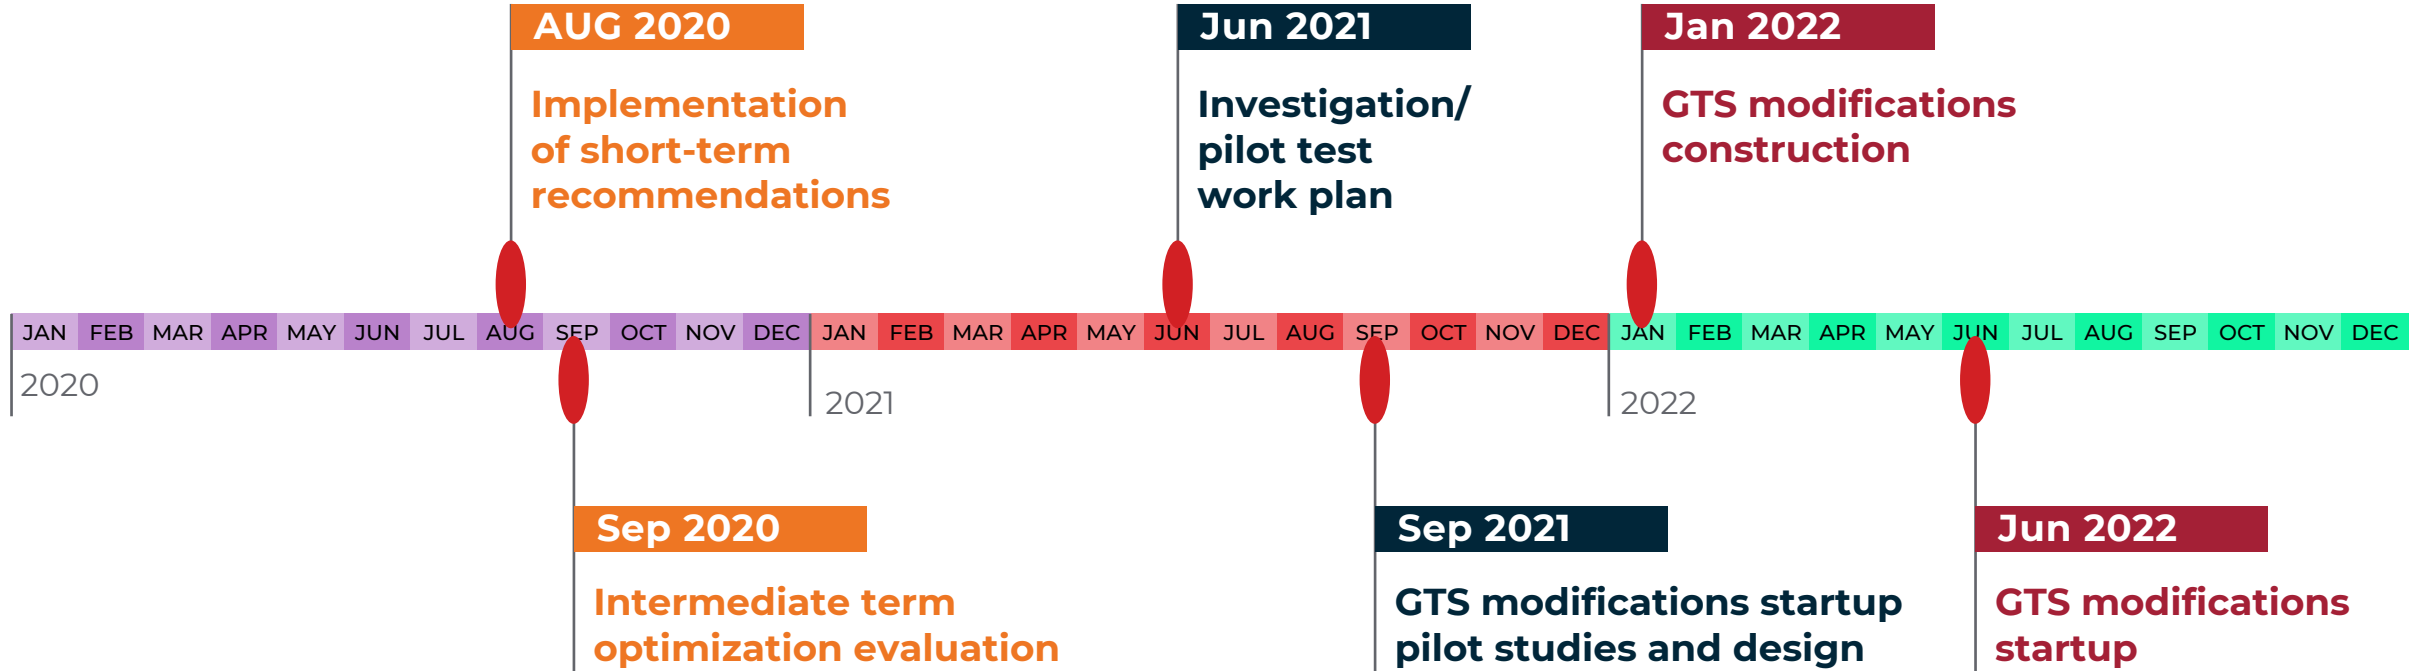 AUG 2020
Implementation
of short-term
recommendations
Jun 2021
Investigation/
pilot test
work plan
Jan 2022
GTS modifications
construction
JAN FEB MAR APR MAY JUN JUL AUG SEP OCT NOV DEC JAN FEB MAR APR MAY JUN JUL AUG SEP OCT NOV DEC JAN FEB MAR APR MAY JUN JUL AUG SEP OCT NOV DEC
2020
2021
2022
Sep 2020
Intermediate term
optimization evaluation
Sep 2021
GTS modifications startup
pilot studies and design
Jun 2022
GTS modifications
startup